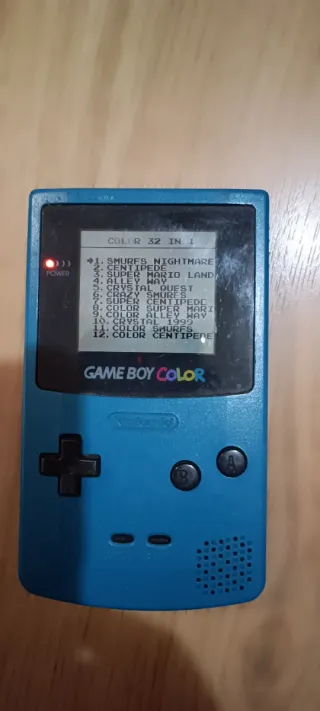 COLOR 32 IN 1
1. SMURFS NIGHTMARE
2. CENTIPEDE
3. SUPER MARIO LAND
4. ALLEY WAY
5. CRYSTAL QUEST
6. CRAZY SMURFS
7. SUPER CENTIPEDE
8. COLOR SUPER MARI
9. COLOR ALLEY WAY
10. CRYSTAL 1999
11. COLOR SMURFS
12. COLOR CENTIPEDE
POWER
GAME BOY COLOR
Nintendo
B A